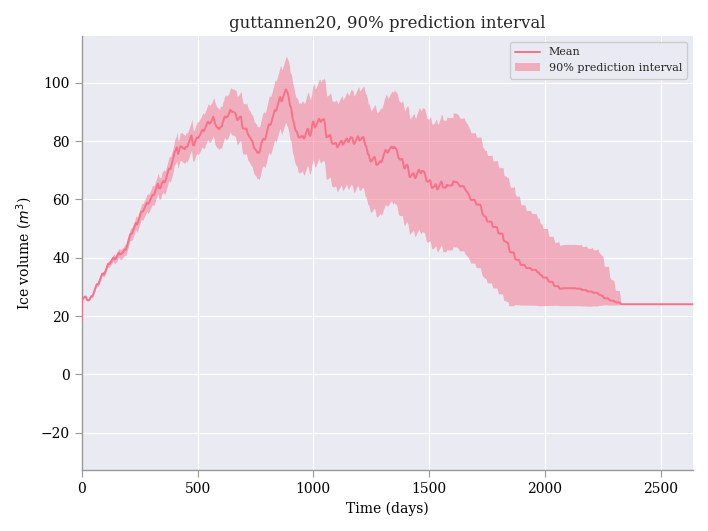 guttannen20, 90% prediction interval
Mean
90% prediction interval
100
80
60
40
20
0
−20
Ice volume (m³)
0 500 1000 1500 2000 2500
Time (days)